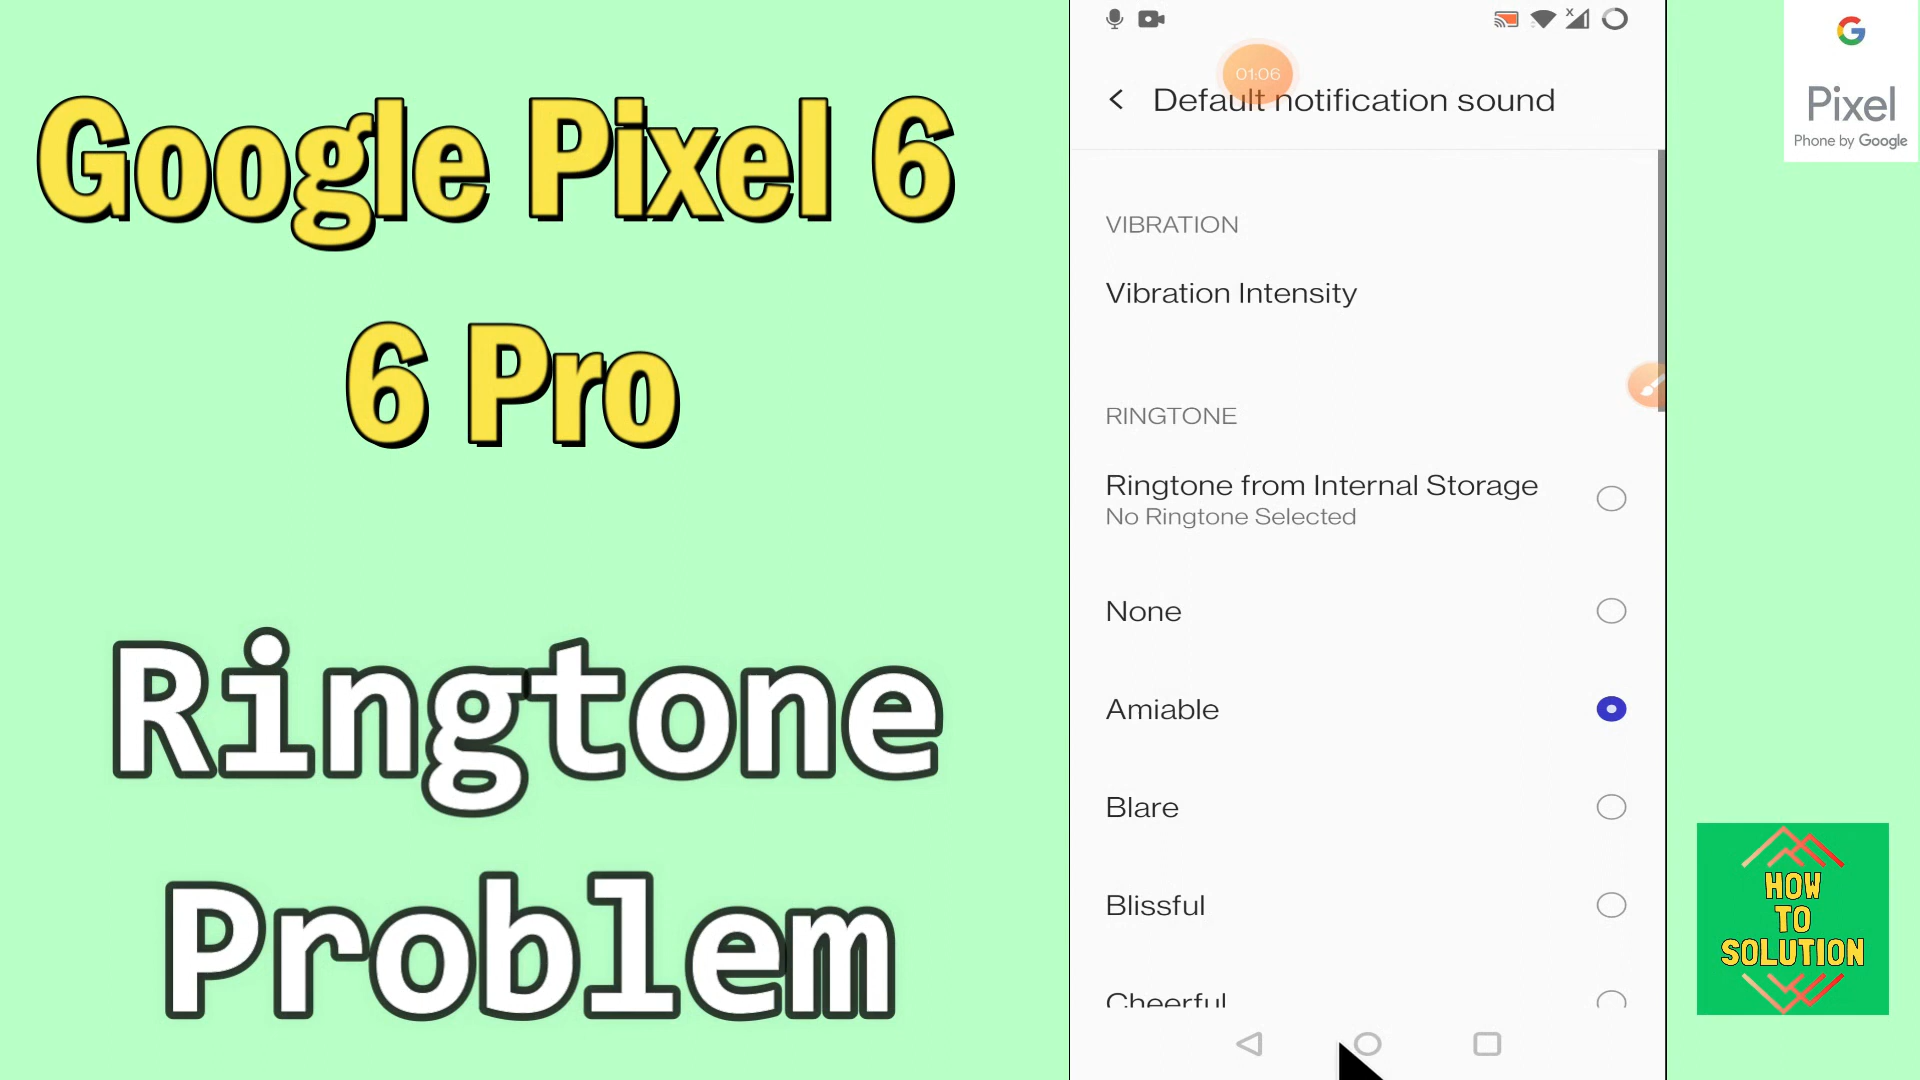 Google Pixel 6
6 Pro
Ringtone
Problem
01:06
Default notification sound
VIBRATION
Vibration Intensity
RINGTONE
Ringtone from Internal Storage
No Ringtone Selected
None
Amiable
Blare
Blissful
Cheerful
G
Pixel
Phone by Google
HOW
TO
SOLUTION